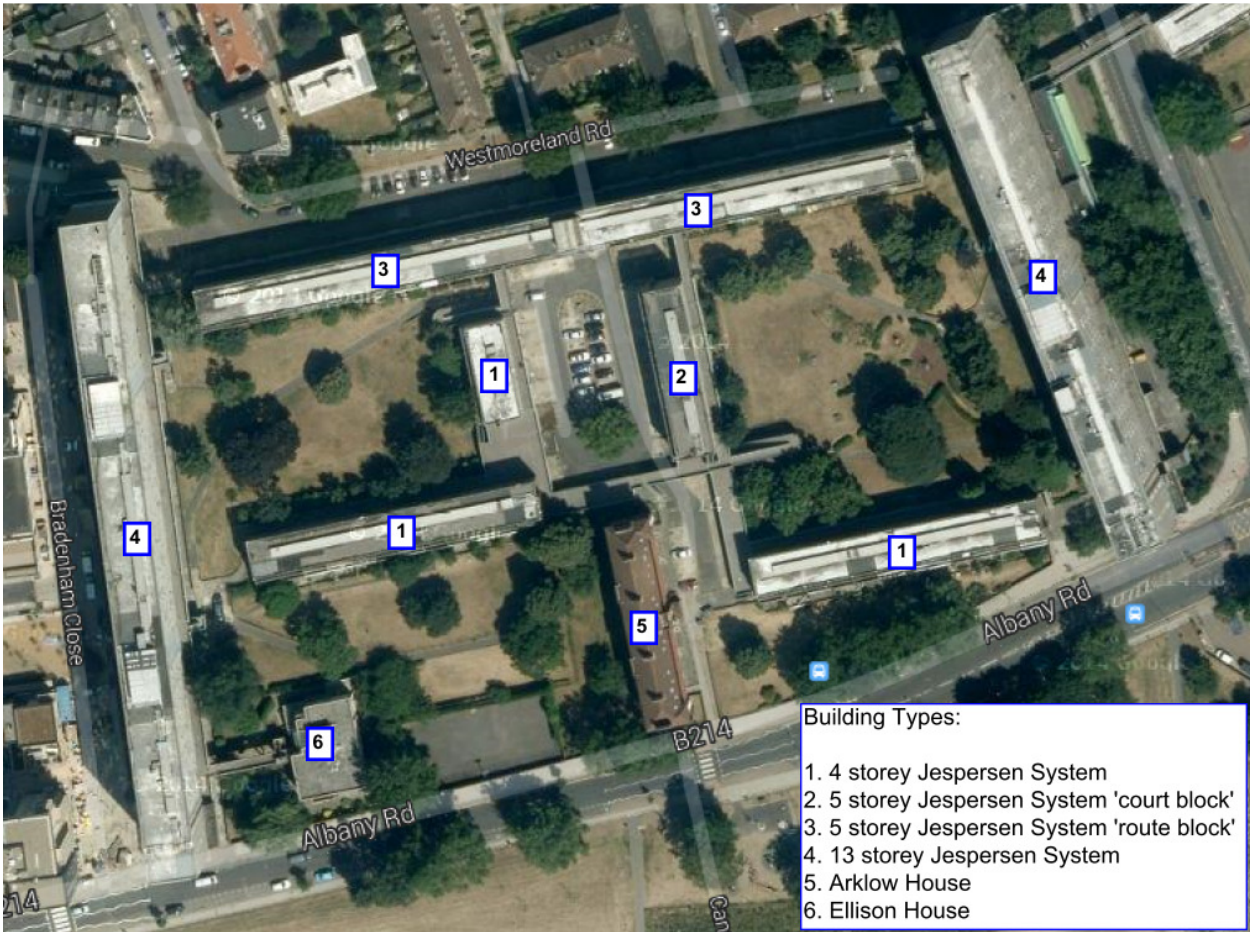 Westmoreland Rd
3
3
4
1
2
4
1
1
Bradenham Close
5
Albany Rd
6
B214
Albany Rd
214
Can
Building Types:
1. 4 storey Jespersen System
2. 5 storey Jespersen System 'court block'
3. 5 storey Jespersen System 'route block'
4. 13 storey Jespersen System
5. Arklow House
6. Ellison House